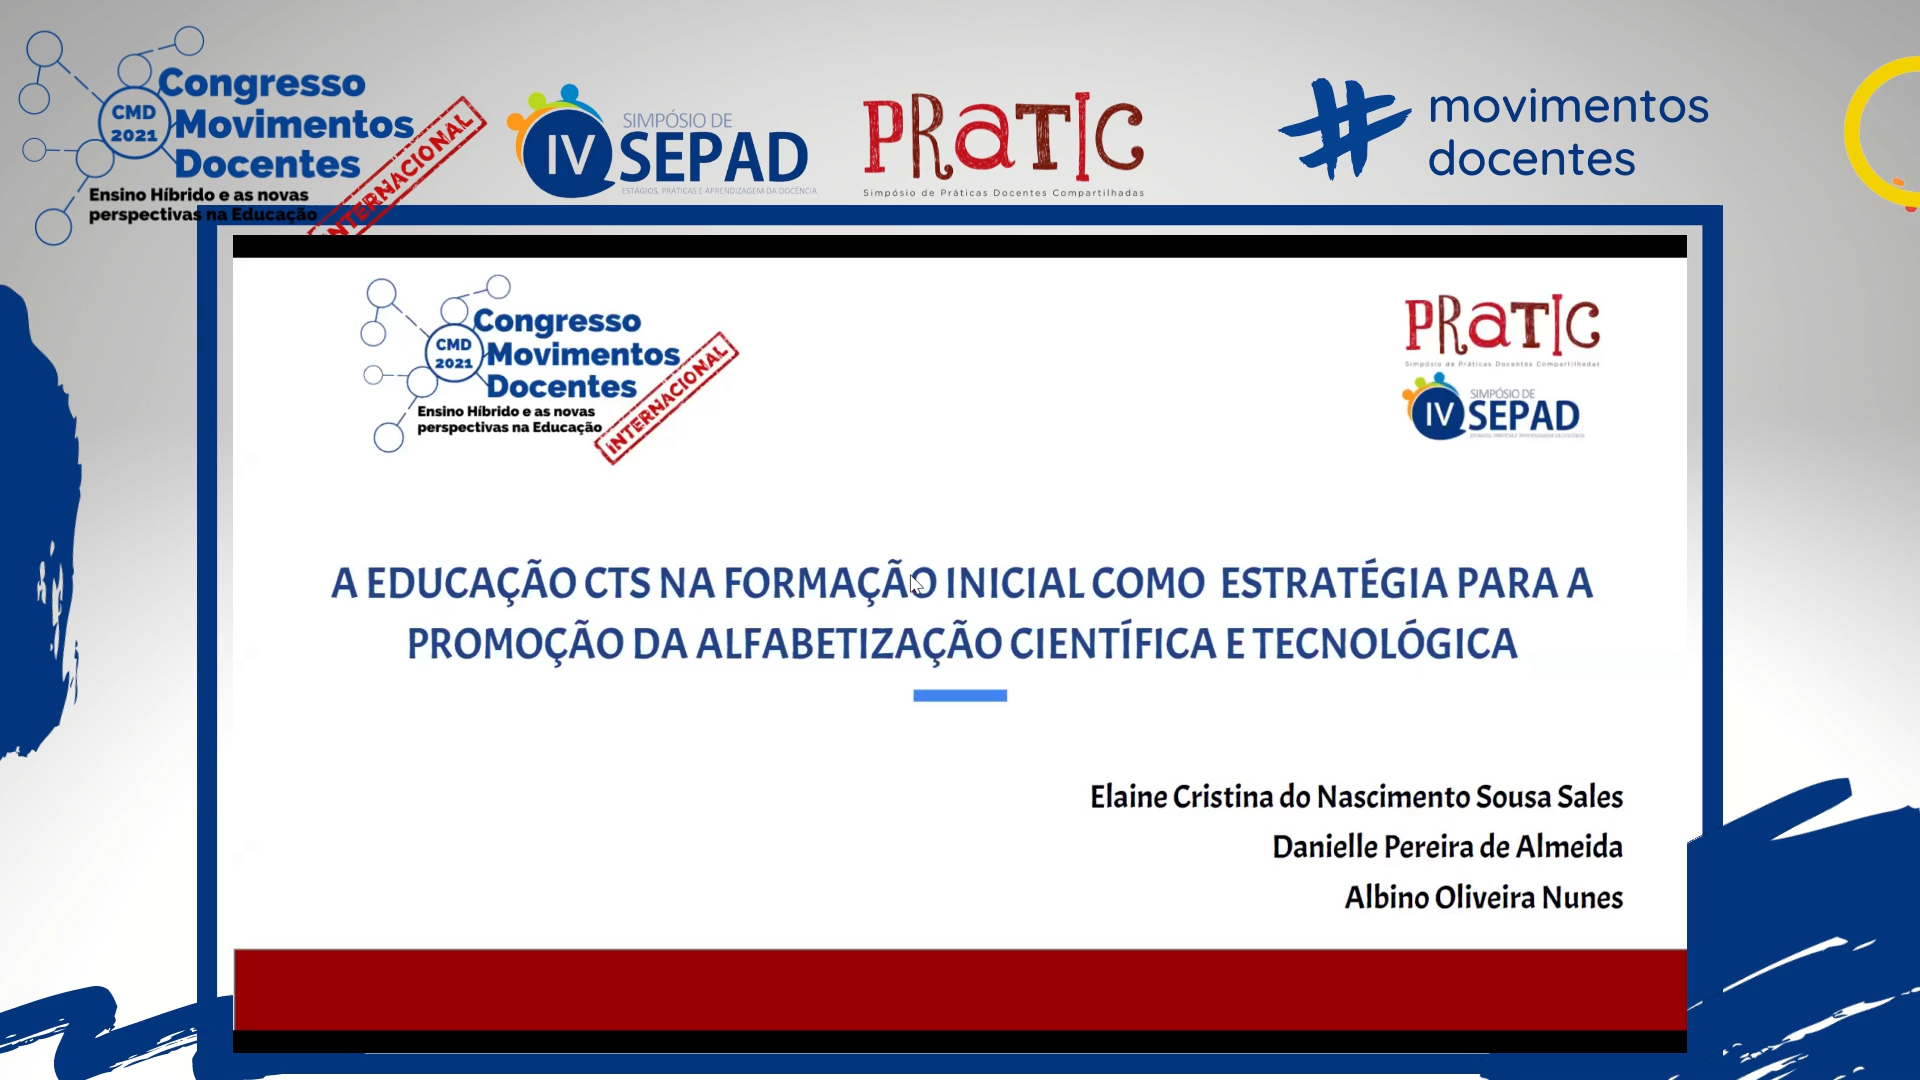 CMD
2021
Congresso
Movimentos
Docentes
Ensino Híbrido e as novas
perspectivas na Educação
INTERNACIONAL
IV
SIMPÓSIO DE
SEPAD
ESTÁGIOS, PRÁTICAS E APRENDIZAGEM DA DOCÊNCIA
PRaTIC
Simpósio de Práticas Docentes Compartilhadas
# movimentos
docentes
CMD
2021
Congresso
Movimentos
Docentes
Ensino Híbrido e as novas
perspectivas na Educação
INTERNACIONAL
PRaTIC
Simpósio de Práticas Docentes Compartilhadas
IV
SIMPÓSIO DE
SEPAD
A EDUCAÇÃO CTS NA FORMAÇÃO INICIAL COMO ESTRATÉGIA PARA A
PROMOÇÃO DA ALFABETIZAÇÃO CIENTÍFICA E TECNOLÓGICA
Elaine Cristina do Nascimento Sousa Sales
Danielle Pereira de Almeida
Albino Oliveira Nunes